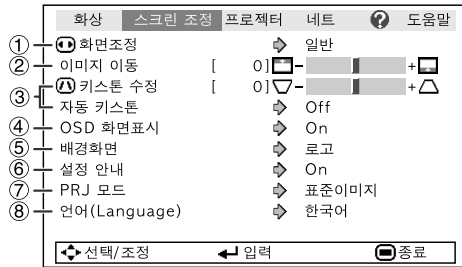 화상 스크린 조정 프로젝터 네트 ? 도움말
① 화면조정 일반
② 이미지 이동 [ 0] - +
③ 키스톤 수정 [ 0] - +
자동 키스톤 Off
④ OSD 화면표시 On
⑤ 배경화면 로고
⑥ 설정 안내 On
⑦ PRJ 모드 표준이미지
⑧ 언어(Language) 한국어
선택/조정 입력 종료